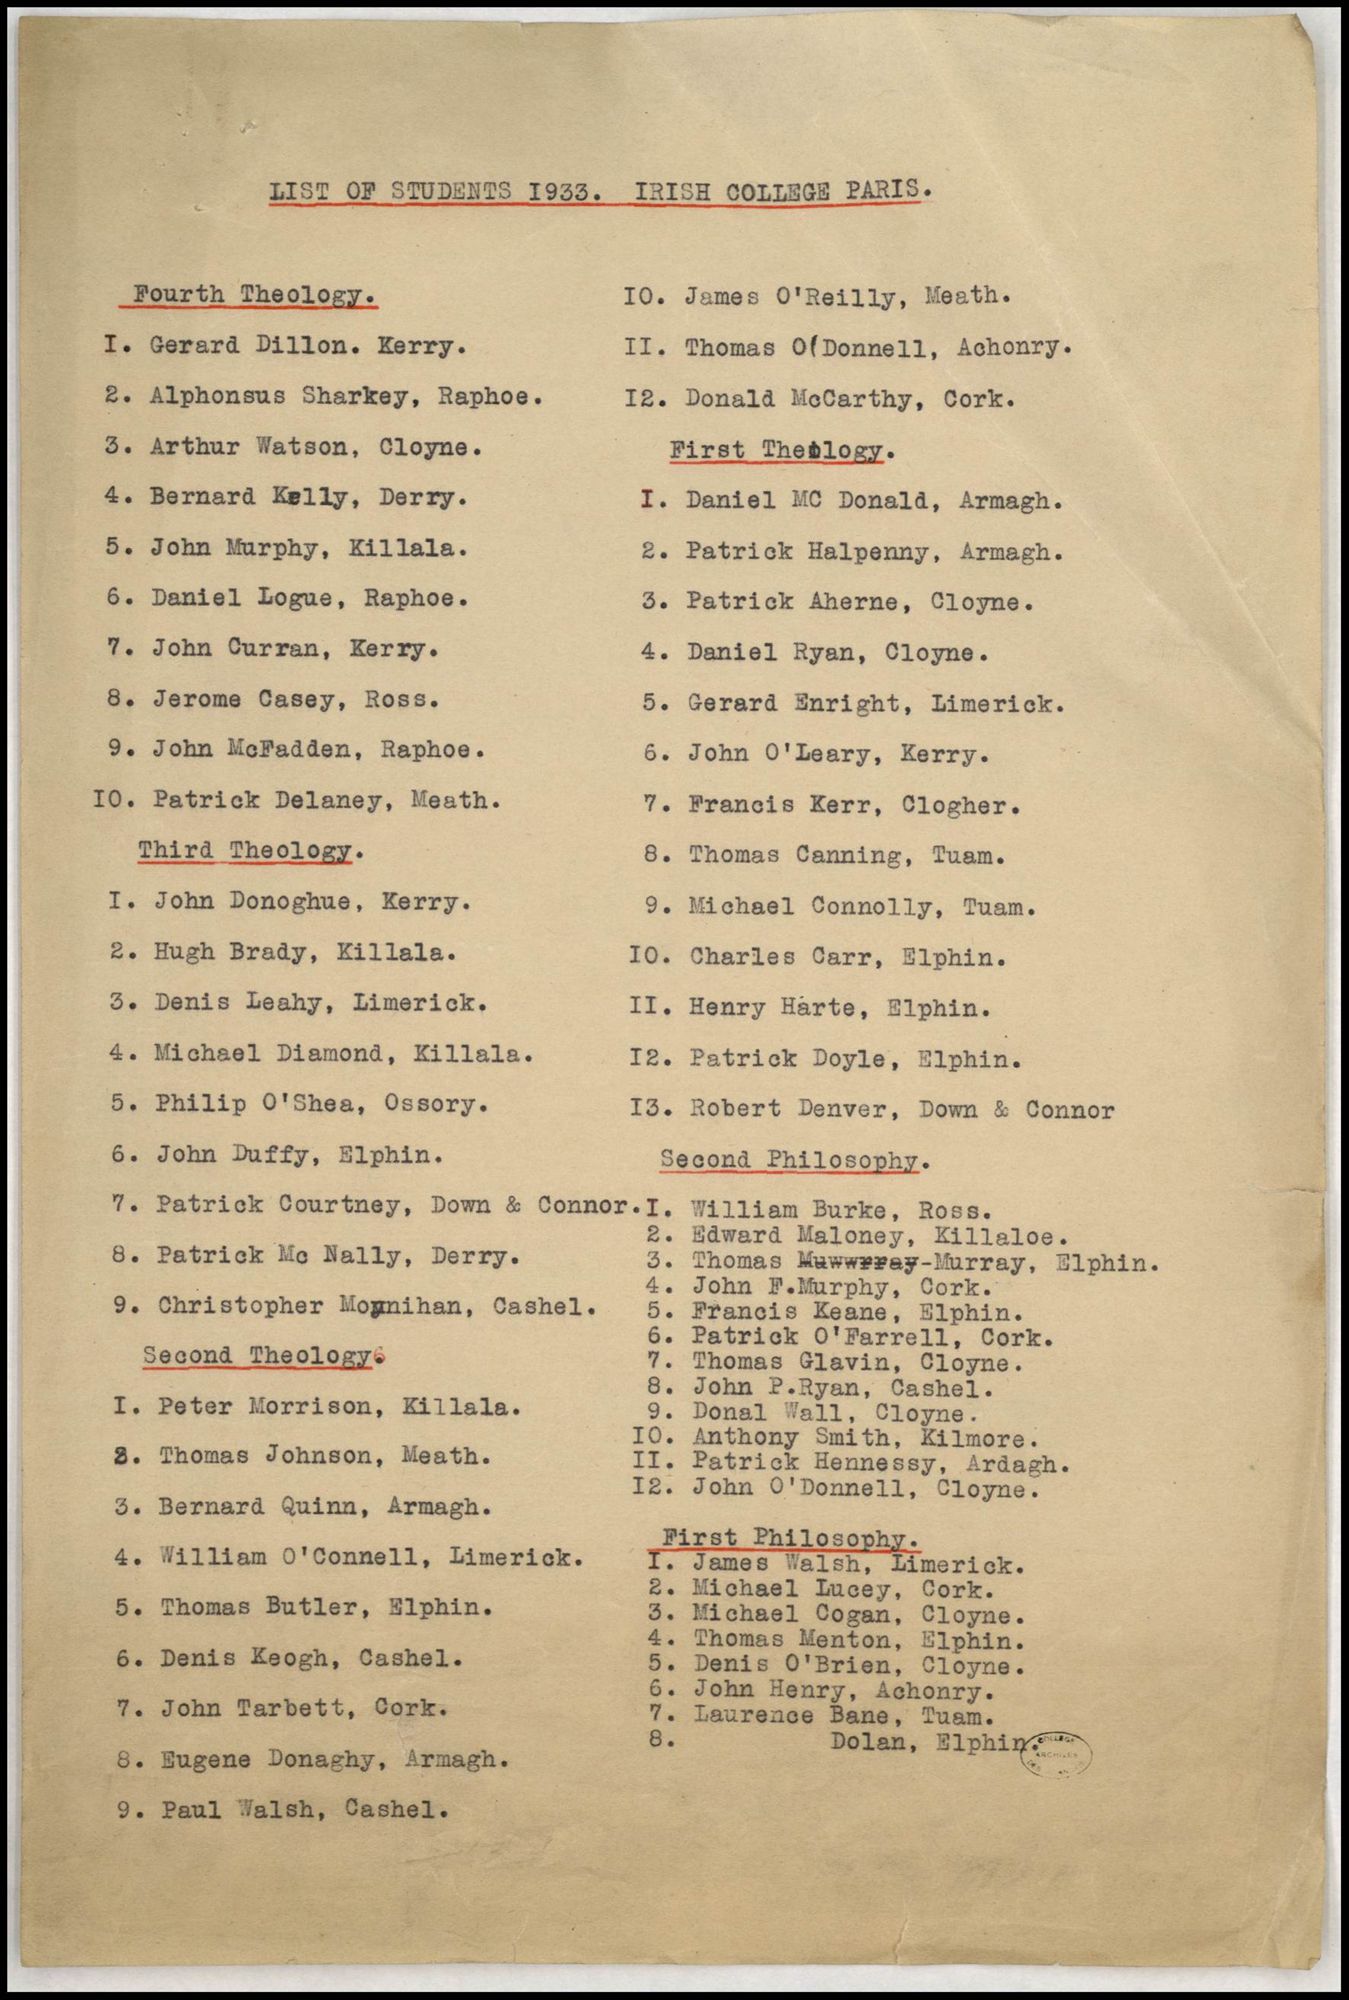 LIST OF STUDENTS I933. IRISH COLLEGE PARIS.
Fourth Theology.
I. Gerard Dillon. Kerry.
2. Alphonsus Sharkey, Raphoe.
3. Arthur Watson, Cloyne.
4. Bernard Kelly, Derry.
5. John Murphy, Killala.
6. Daniel Logue, Raphoe.
7. John Curran, Kerry.
8. Jerome Casey, Ross.
9. John McFadden, Raphoe.
IO. Patrick Delaney, Meath.
Third Theology.
I. John Donoghue, Kerry.
2. Hugh Brady, Killala.
3. Denis Leahy, Limerick.
4. Michael Diamond, Killala.
5. Philip O'Shea, Ossory.
6. John Duffy, Elphin.
7. Patrick Courtney, Down & Connor.
8. Patrick Mc Nally, Derry.
9. Christopher Moynihan, Cashel.
Second Theology.
I. Peter Morrison, Killala.
2. Thomas Johnson, Meath.
3. Bernard Quinn, Armagh.
4. William O'Connell, Limerick.
5. Thomas Butler, Elphin.
6. Denis Keogh, Cashel.
7. John Tarbett, Cork.
8. Eugene Donaghy, Armagh.
9. Paul Walsh, Cashel.
IO. James O'Reilly, Meath.
II. Thomas O(Donnell, Achonry.
I2. Donald McCarthy, Cork.
First Theology.
I. Daniel MC Donald, Armagh.
2. Patrick Halpenny, Armagh.
3. Patrick Aherne, Cloyne.
4. Daniel Ryan, Cloyne.
5. Gerard Enright, Limerick.
6. John O'Leary, Kerry.
7. Francis Kerr, Clogher.
8. Thomas Canning, Tuam.
9. Michael Connolly, Tuam.
IO. Charles Carr, Elphin.
II. Henry Harte, Elphin.
I2. Patrick Doyle, Elphin.
I3. Robert Denver, Down & Connor
Second Philosophy.
I. William Burke, Ross.
2. Edward Maloney, Killaloe.
3. Thomas Muwwrray-Murray, Elphin.
4. John F.Murphy, Cork.
5. Francis Keane, Elphin.
6. Patrick O'Farrell, Cork.
7. Thomas Glavin, Cloyne.
8. John P.Ryan, Cashel.
9. Donal Wall, Cloyne.
IO. Anthony Smith, Kilmore.
II. Patrick Hennessy, Ardagh.
I2. John O'Donnell, Cloyne.
First Philosophy.
I. James Walsh, Limerick.
2. Michael Lucey, Cork.
3. Michael Cogan, Cloyne.
4. Thomas Menton, Elphin.
5. Denis O'Brien, Cloyne.
6. John Henry, Achonry.
7. Laurence Bane, Tuam.
8. Dolan, Elphin.
COLLEGE
ARCHIVES